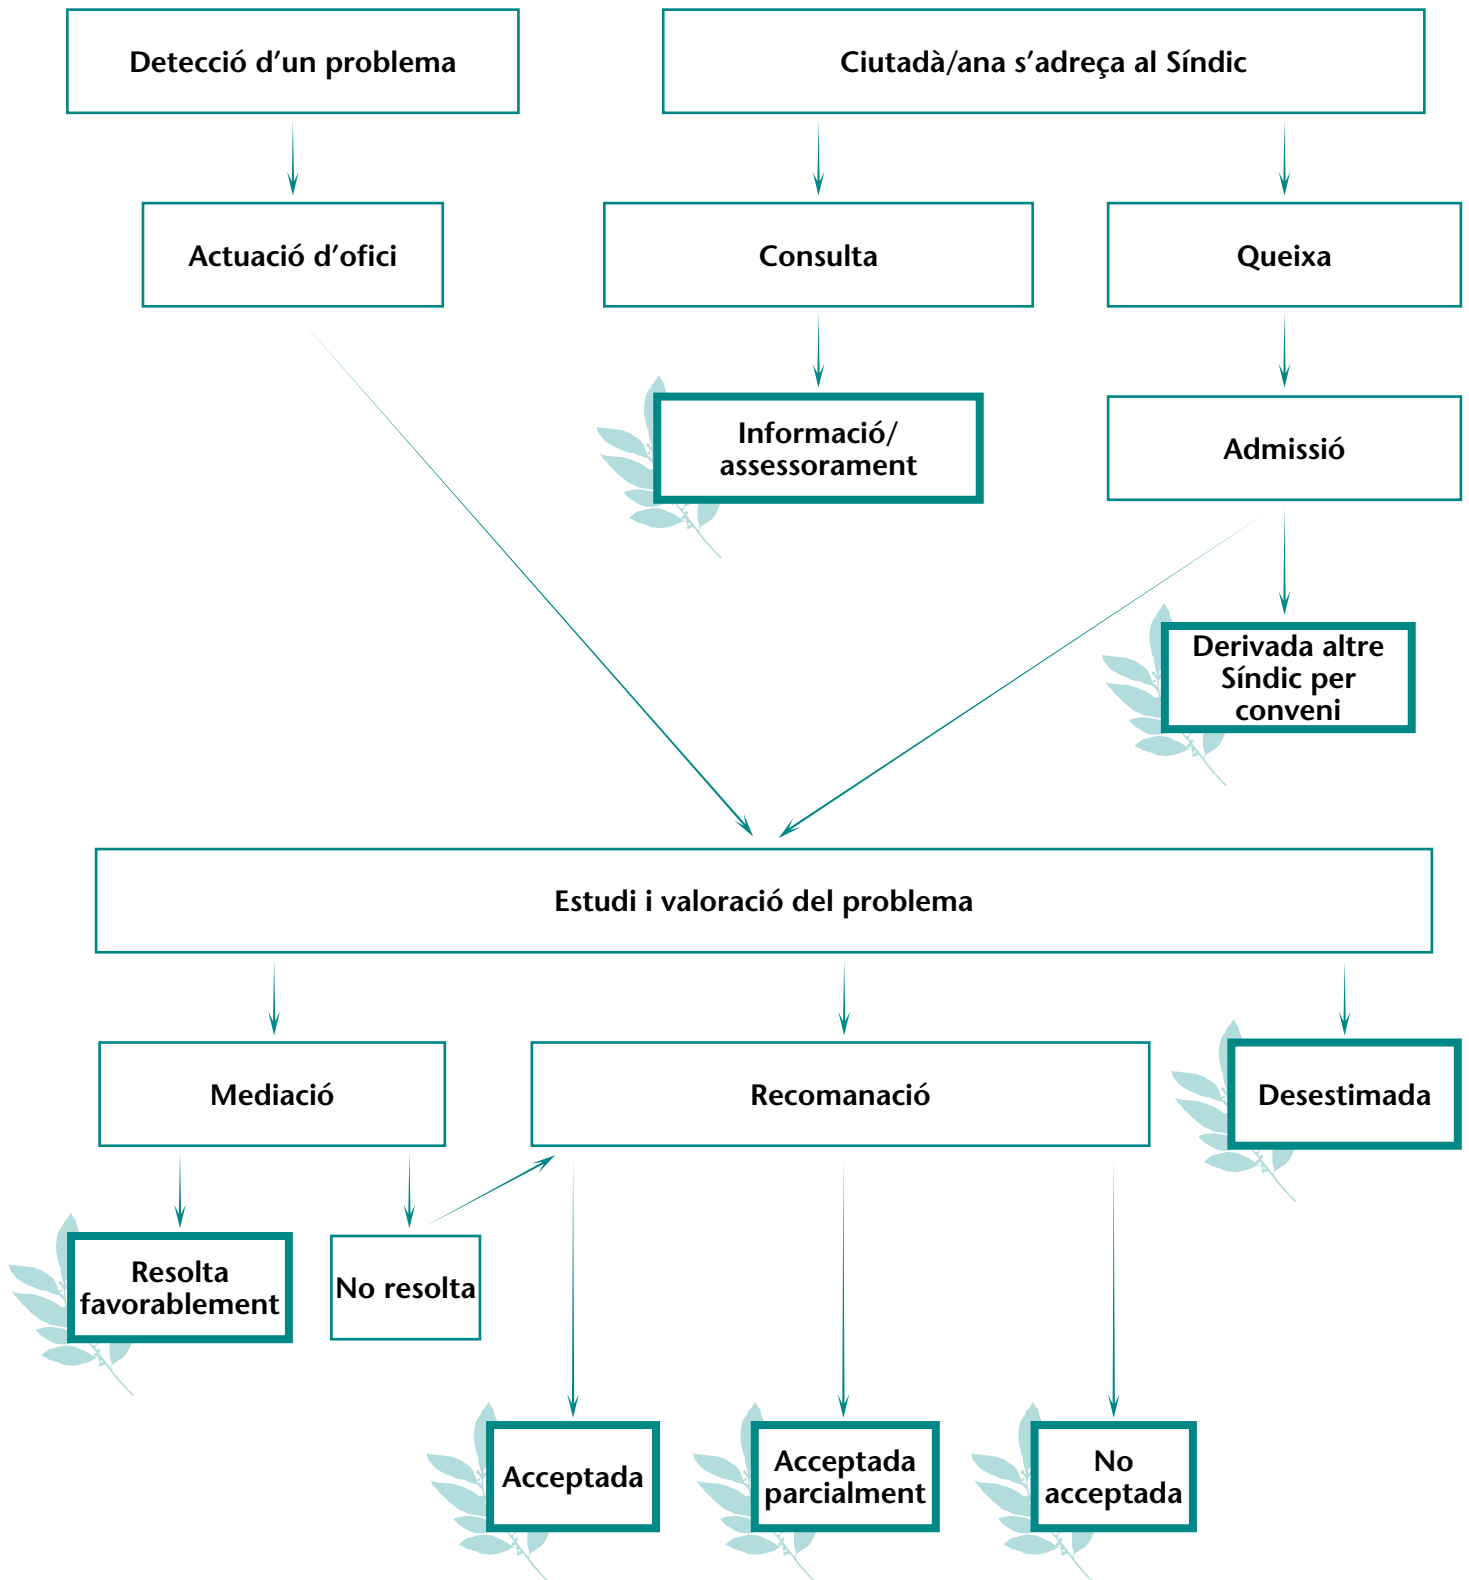 Detecció d’un problema
Ciutadà/ana s’adreça al Síndic
Actuació d’ofici
Consulta
Queixa
Informació/
assessorament
Admissió
Derivada altre
Síndic per
conveni
Estudi i valoració del problema
Mediació
Recomanació
Desestimada
Resolta
favorablement
No resolta
Acceptada
Acceptada
parcialment
No
acceptada